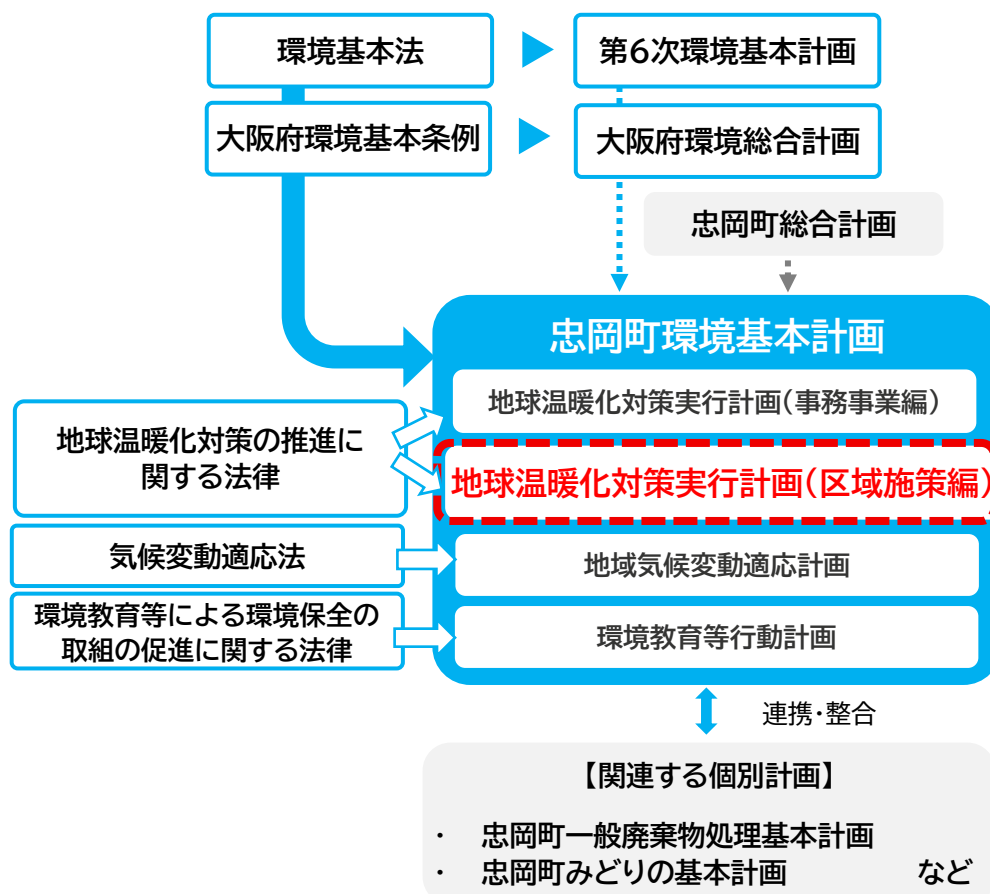 環境基本法
第6次環境基本計画
大阪府環境基本条例
大阪府環境総合計画
忠岡町総合計画
忠岡町環境基本計画
地球温暖化対策実行計画(事務事業編)
地球温暖化対策の推進に
関する法律
地球温暖化対策実行計画(区域施策編)
気候変動適応法
地域気候変動適応計画
環境教育等による環境保全の
取組の促進に関する法律
環境教育等行動計画
連携・整合
【関連する個別計画】
・ 忠岡町一般廃棄物処理基本計画
・ 忠岡町みどりの基本計画 など